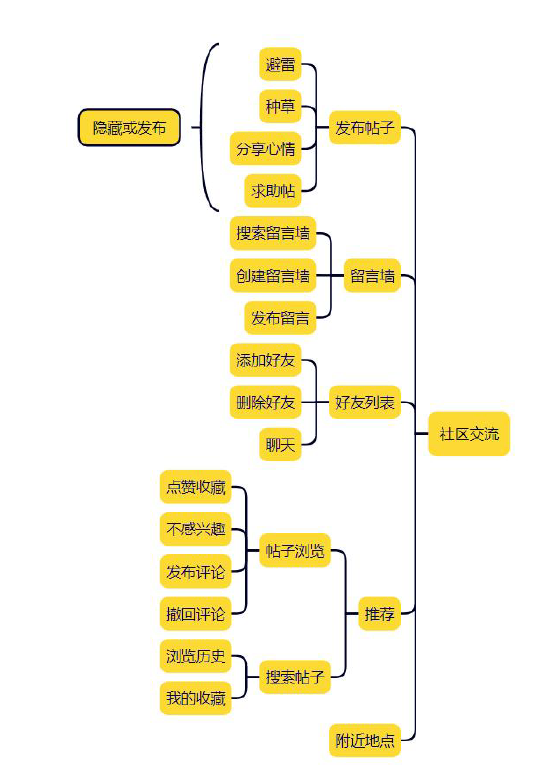 避雷
种草
隐藏或发布
发布帖子
分享心情
求助帖
搜索留言墙
创建留言墙
留言墙
发布留言
添加好友
删除好友
好友列表
社区交流
聊天
点赞收藏
不感兴趣
帖子浏览
发布评论
撤回评论
推荐
浏览历史
搜索帖子
我的收藏
附近地点